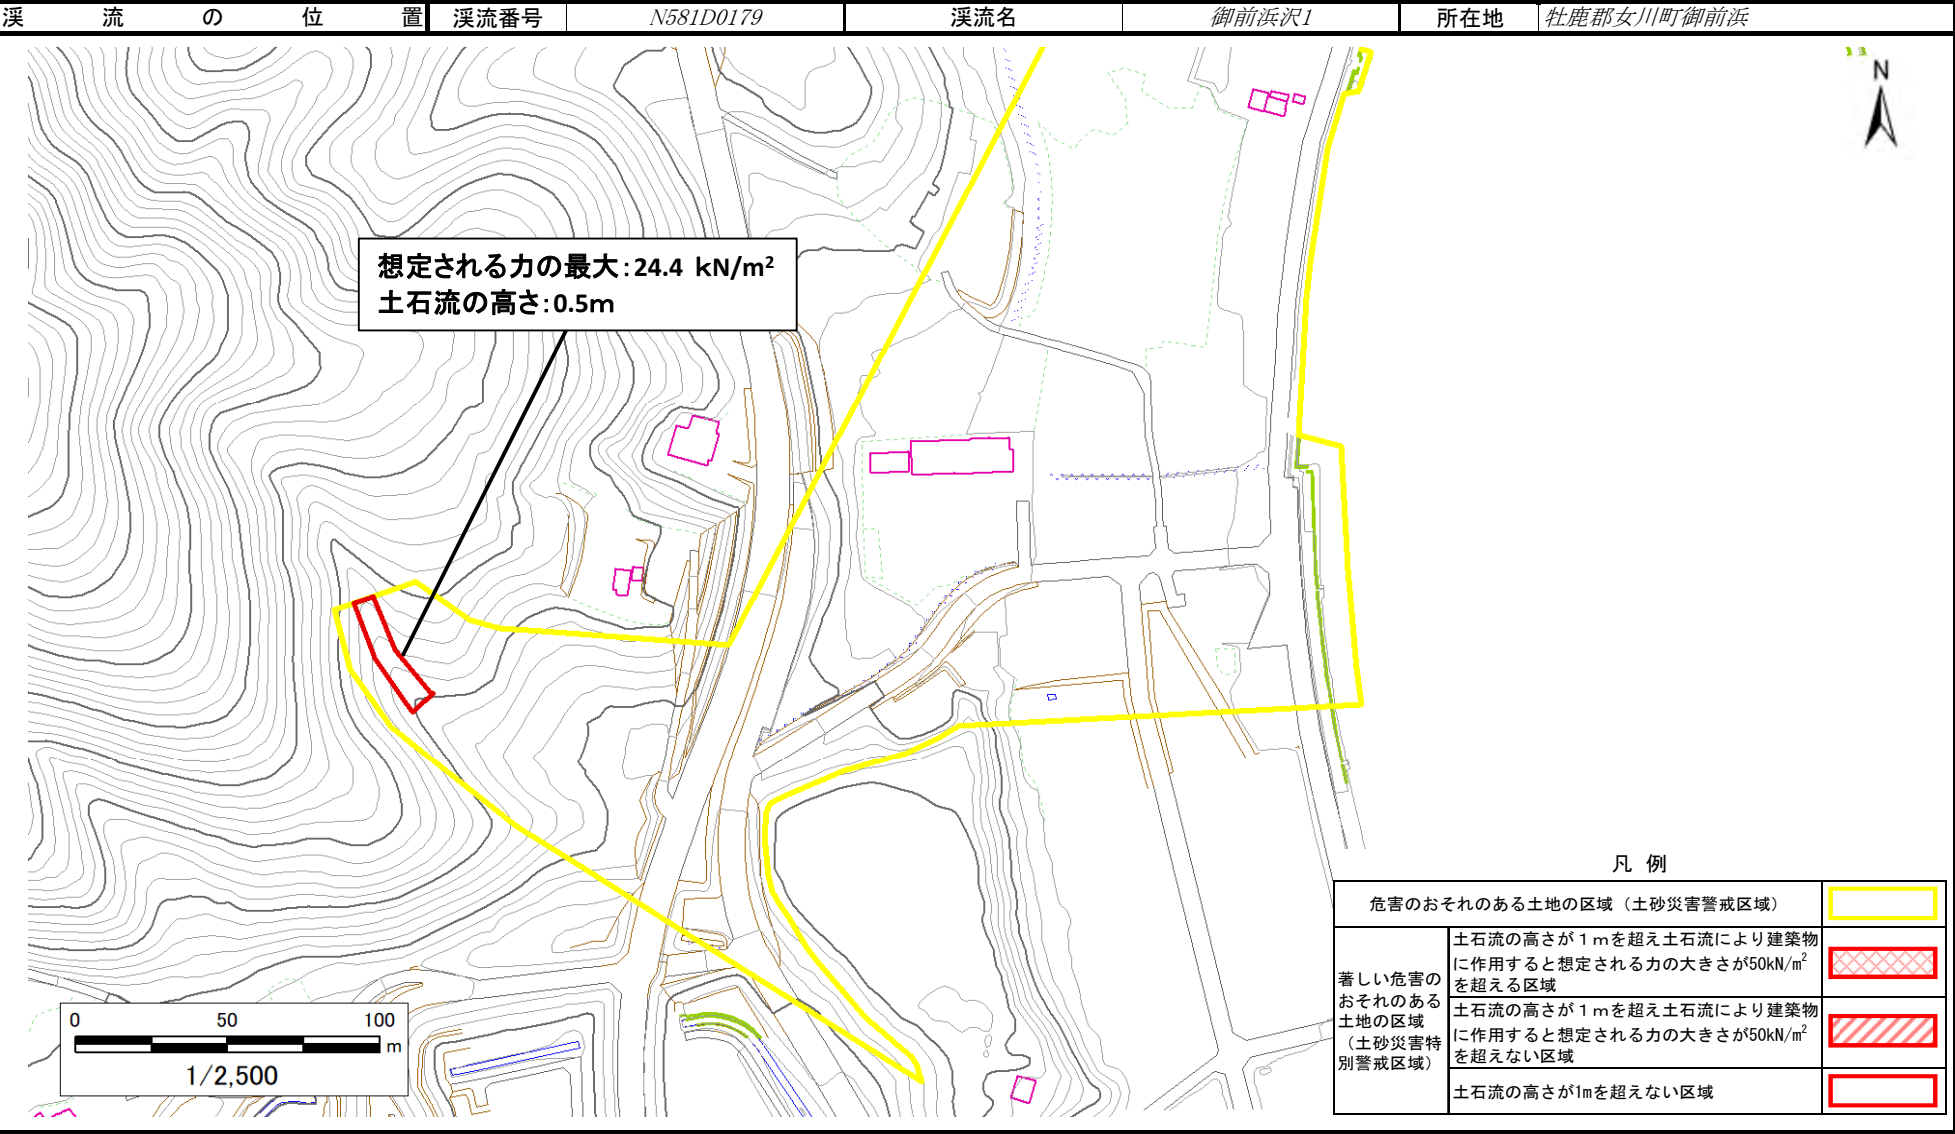 渓流の位置 渓流番号 N581D0179 渓流名 御前浜沢1 所在地 牡鹿郡女川町御前浜
N
想定される力の最大:24.4 kN/m²
土石流の高さ:0.5m
0 50 100
m
1/2,500
凡 例
危害のおそれのある土地の区域（土砂災害警戒区域）
著しい危害の
おそれのある
土地の区域
（土砂災害特
別警戒区域）
土石流の高さが１ｍを超え土石流により建築物
に作用すると想定される力の大きさが50kN/m²
を超える区域
土石流の高さが１ｍを超え土石流により建築物
に作用すると想定される力の大きさが50kN/m²
を超えない区域
土石流の高さが1mを超えない区域